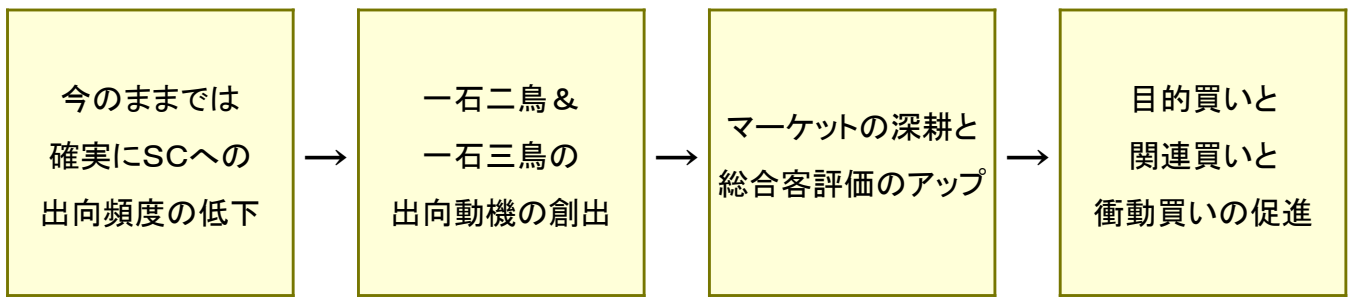 今のままでは
確実にSCへの
出向頻度の低下
→
一石二鳥＆
一石三鳥の
出向動機の創出
→
マーケットの深耕と
総合客評価のアップ
→
目的買いと
関連買いと
衝動買いの促進